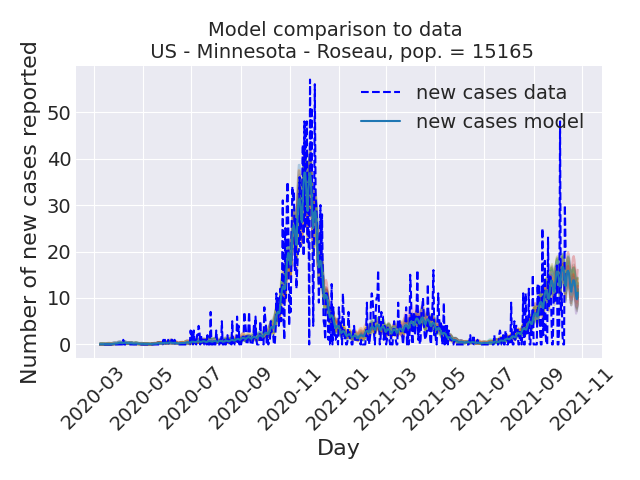 Model comparison to data
US - Minnesota - Roseau, pop. = 15165
Number of new cases reported
50
40
30
20
10
0
new cases data
new cases model
2020-03
2020-05
2020-07
2020-09
2020-11
2021-01
2021-03
2021-05
2021-07
2021-09
2021-11
Day